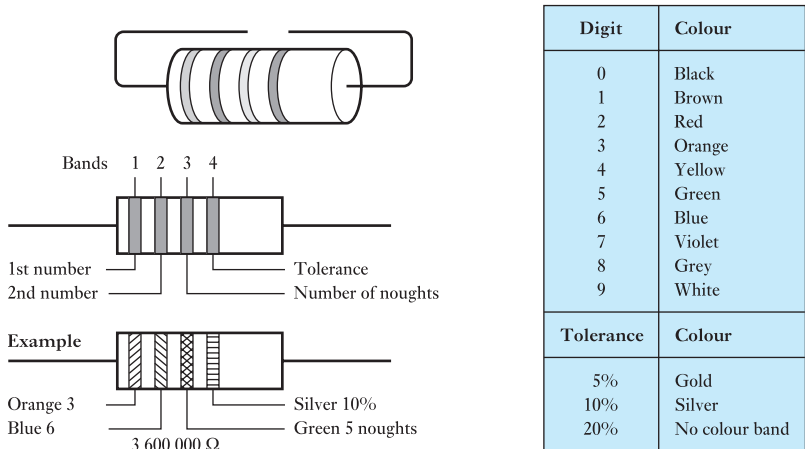 Bands 1 2 3 4
1st number
2nd number
Tolerance
Number of noughts
Example
Orange 3
Blue 6
Silver 10%
Green 5 noughts
3 600 000 Ω
Digit Colour
0 Black
1 Brown
2 Red
3 Orange
4 Yellow
5 Green
6 Blue
7 Violet
8 Grey
9 White
Tolerance Colour
5% Gold
10% Silver
20% No colour band